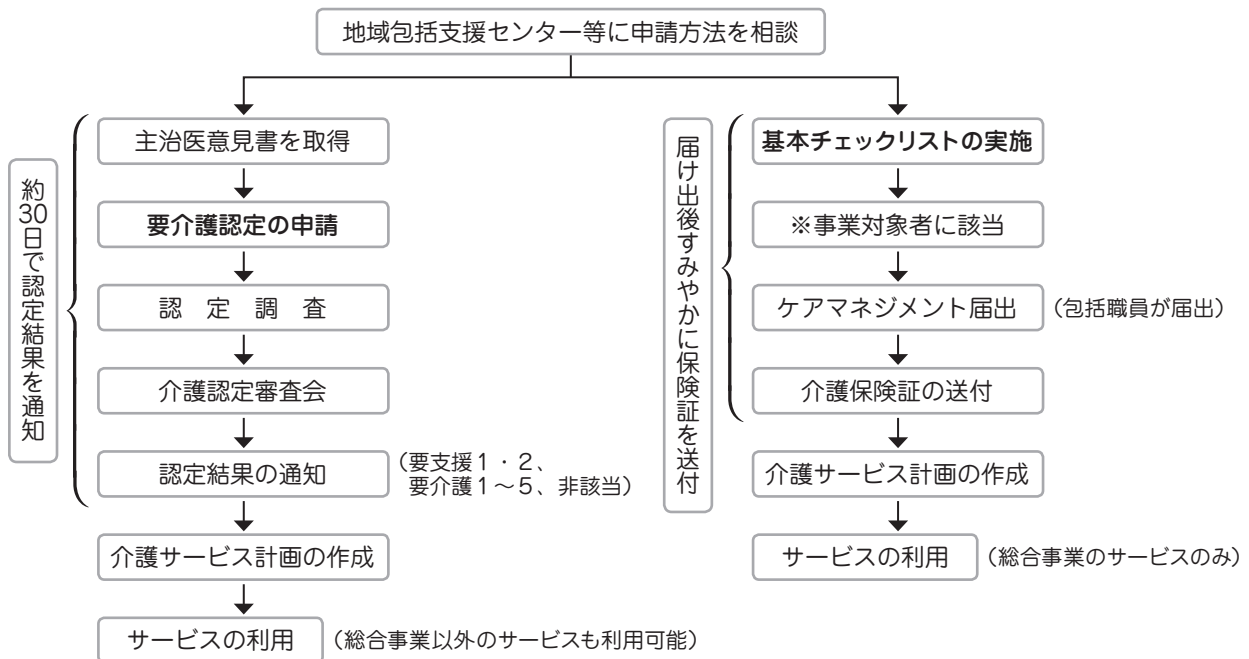 地域包括支援センター等に申請方法を相談
約30日で認定結果を通知
主治医意見書を取得
要介護認定の申請
認定調査
介護認定審査会
認定結果の通知
（要支援1・2、
要介護1～5、非該当）
介護サービス計画の作成
サービスの利用
（総合事業以外のサービスも利用可能）
届け出後すみやかに保険証を送付
基本チェックリストの実施
※事業対象者に該当
ケアマネジメント届出
（包括職員が届出）
介護保険証の送付
介護サービス計画の作成
サービスの利用
（総合事業のサービスのみ）